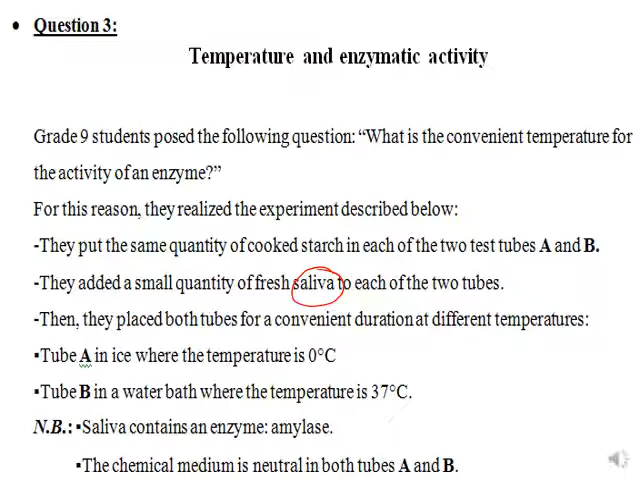 • Question 3:
Temperature and enzymatic activity
Grade 9 students posed the following question: “What is the convenient temperature for
the activity of an enzyme?”
For this reason, they realized the experiment described below:
-They put the same quantity of cooked starch in each of the two test tubes A and B.
-They added a small quantity of fresh saliva to each of the two tubes.
-Then, they placed both tubes for a convenient duration at different temperatures:
▪Tube A in ice where the temperature is 0°C
▪Tube B in a water bath where the temperature is 37°C.
N.B.: ▪Saliva contains an enzyme: amylase.
▪The chemical medium is neutral in both tubes A and B.